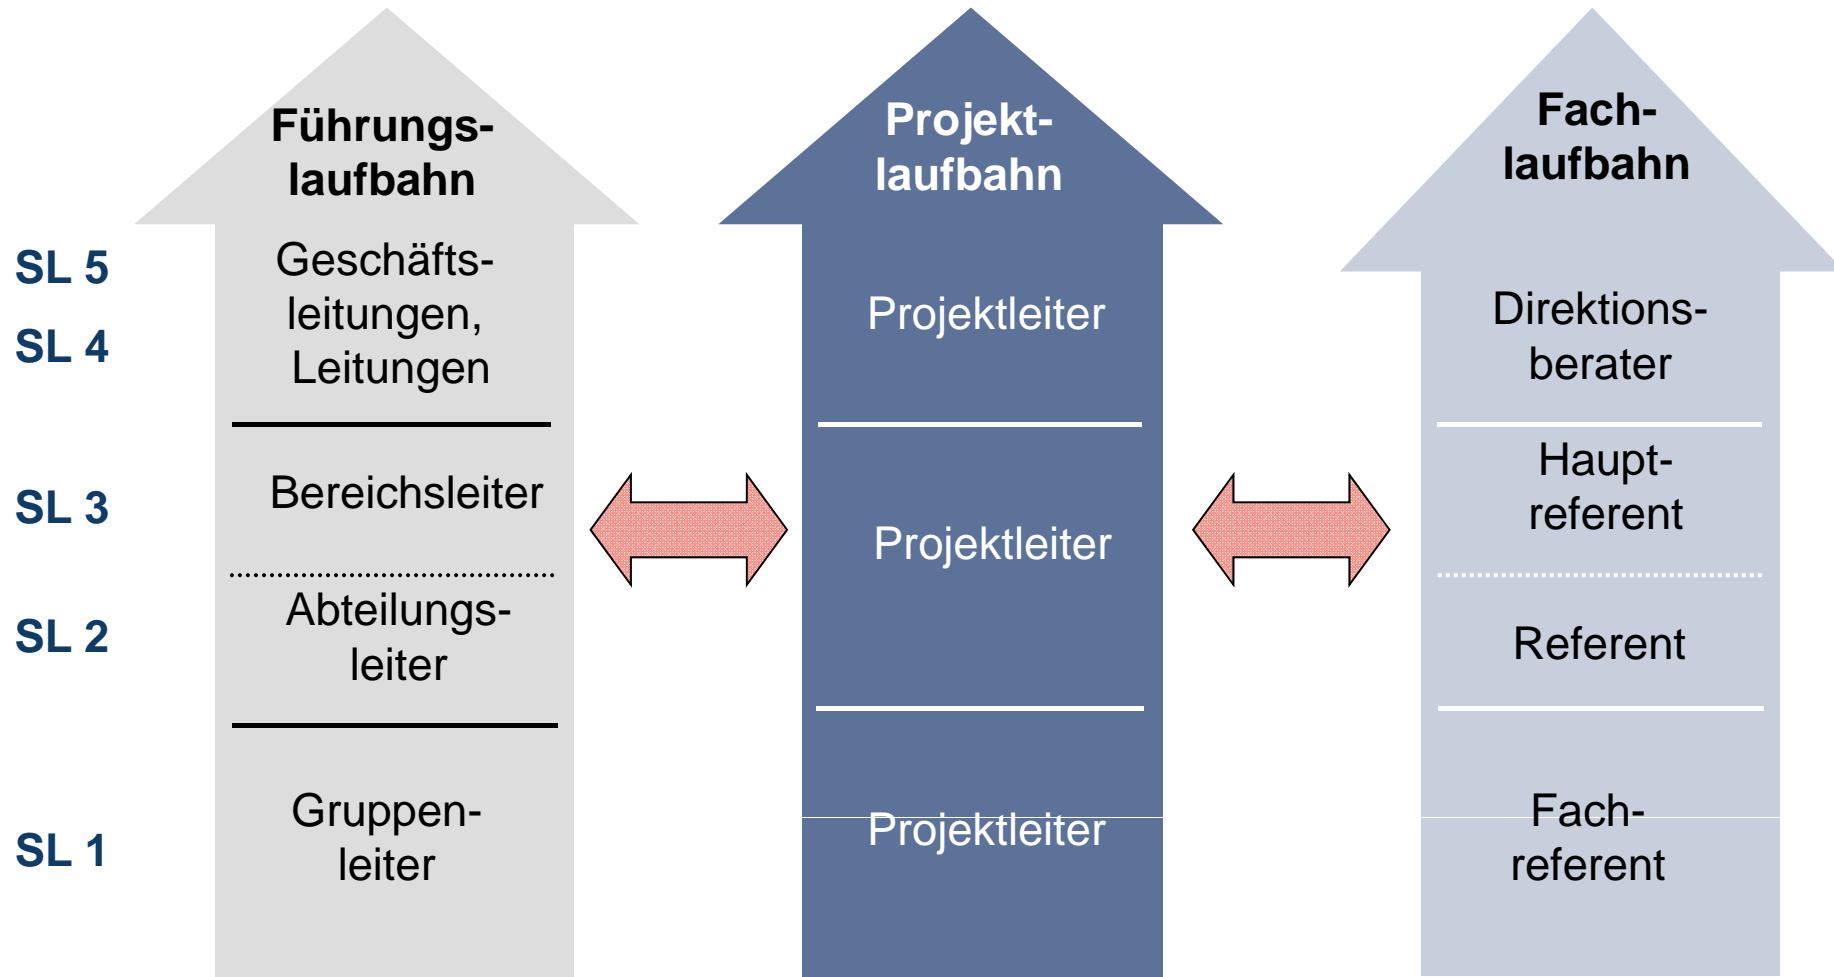 Führungs-
laufbahn
Projekt-
laufbahn
Fach-
laufbahn
SL 5
SL 4
SL 3
SL 2
SL 1
Geschäfts-
leitungen,
Leitungen
Bereichsleiter
Abteilungs-
leiter
Gruppen-
leiter
Projektleiter
Projektleiter
Projektleiter
Direktions-
berater
Haupt-
referent
Referent
Fach-
referent